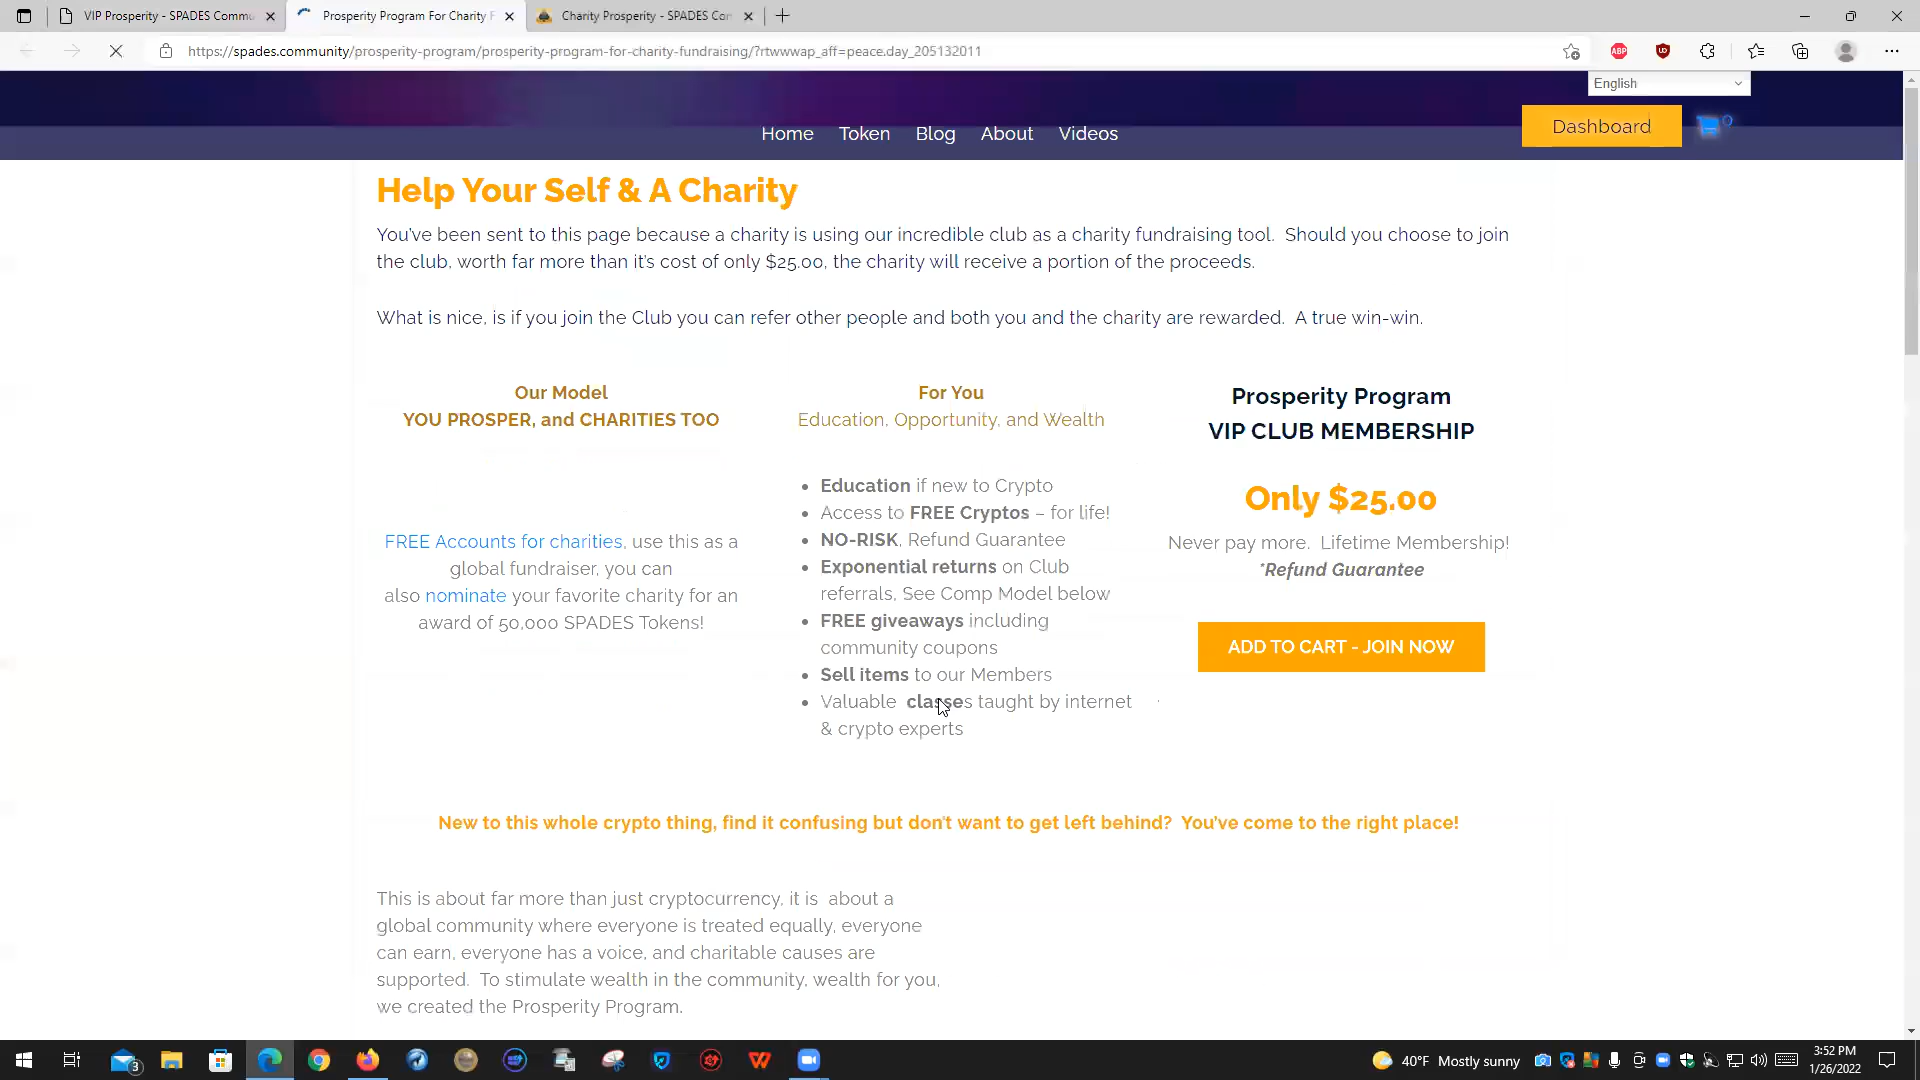 VIP Prosperity - SPADES Commu
Prosperity Program For Charity F
Charity Prosperity - SPADES Con
https://spades.community/prosperity-program/prosperity-program-for-charity-fundraising/?rtwwwap_aff=peace.day_205132011
ABP
English
Home Token Blog About Videos
Dashboard
0
Help Your Self & A Charity
You've been sent to this page because a charity is using our incredible club as a charity fundraising tool. Should you choose to join
the club, worth far more than it's cost of only $25.00, the charity will receive a portion of the proceeds.
What is nice, is if you join the Club you can refer other people and both you and the charity are rewarded. A true win-win.
Our Model
YOU PROSPER, and CHARITIES TOO
FREE Accounts for charities, use this as a
global fundraiser, you can
also nominate your favorite charity for an
award of 50,000 SPADES Tokens!
For You
Education, Opportunity, and Wealth
• Education if new to Crypto
• Access to FREE Cryptos – for life!
• NO-RISK, Refund Guarantee
• Exponential returns on Club
referrals, See Comp Model below
• FREE giveaways including
community coupons
• Sell items to our Members
• Valuable classes taught by internet
& crypto experts
Prosperity Program
VIP CLUB MEMBERSHIP
Only $25.00
Never pay more. Lifetime Membership!
*Refund Guarantee
ADD TO CART - JOIN NOW
New to this whole crypto thing, find it confusing but don't want to get left behind? You've come to the right place!
This is about far more than just cryptocurrency, it is about a
global community where everyone is treated equally, everyone
can earn, everyone has a voice, and charitable causes are
supported. To stimulate wealth in the community, wealth for you,
we created the Prosperity Program.
3
40°F Mostly sunny
3:52 PM
1/26/2022